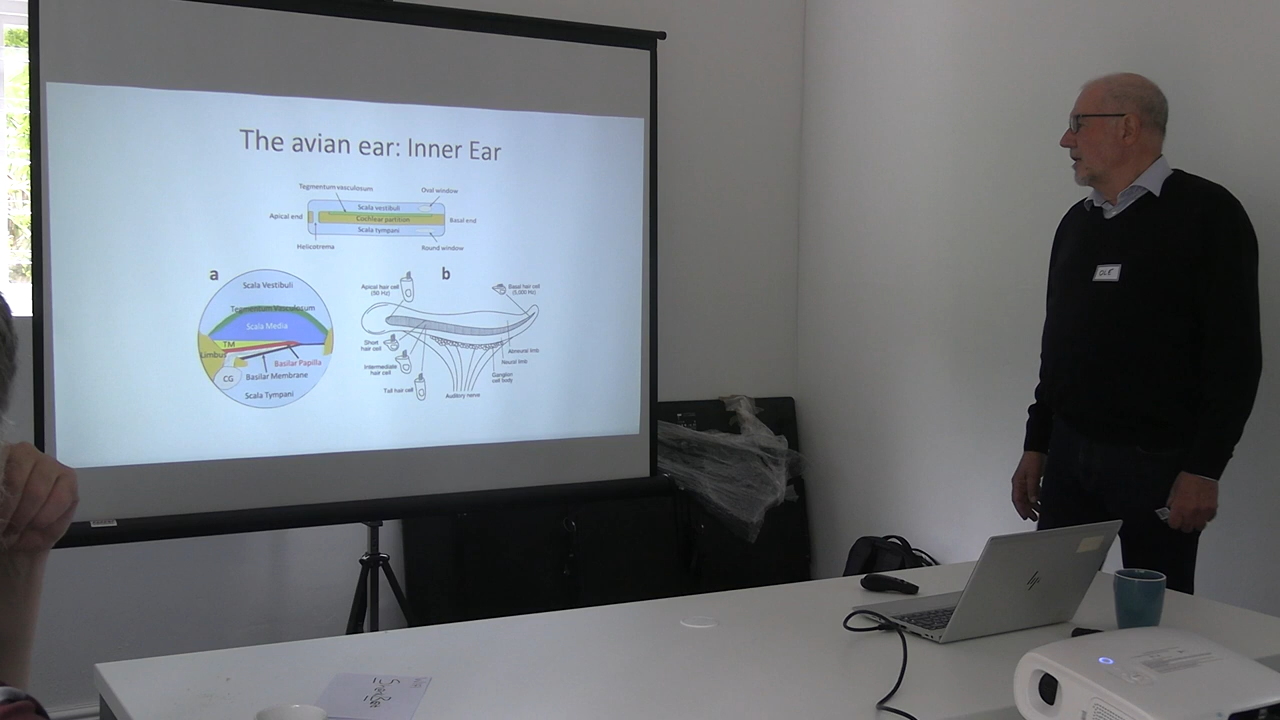 The avian ear: Inner Ear
Tegmentum vasculosum
Oval window
Scala vestibuli
Apical end
Cochlear partition
Basal end
Scala tympani
Helicotrema
Round window
a
b
Scala Vestibuli
Tegmentum Vasculosum
Scala Media
TM
Limbus
Basilar Papilla
CG
Basilar Membrane
Scala Tympani
Apical hair cell
(50 Hz)
Basal hair cell
(5,000 Hz)
Short
hair cell
Intermediate
hair cell
Tall hair cell
Abneural limb
Neural limb
Ganglion
cell body
Auditory nerve
OLE
hp